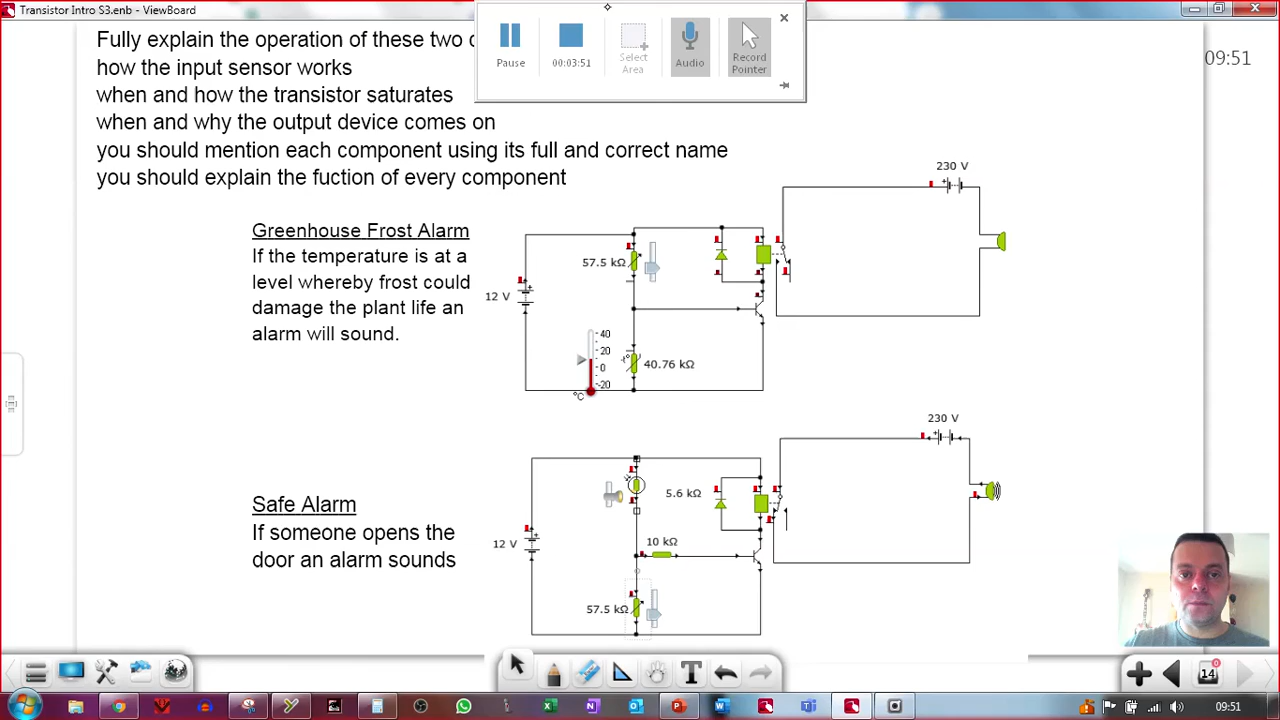 Transistor Intro S3.enb - ViewBoard
Fully explain the operation of these two
how the input sensor works
when and how the transistor saturates
when and why the output device comes on
you should mention each component using its full and correct name
you should explain the fuction of every component
Pause
00:03:51
Select
Area
Audio
Record
Pointer
09:51
Greenhouse Frost Alarm
If the temperature is at a
level whereby frost could
damage the plant life an
alarm will sound.
12 V
57.5 kΩ
40
20
0
-20
°C
40.76 kΩ
230 V
Safe Alarm
If someone opens the
door an alarm sounds
12 V
5.6 kΩ
10 kΩ
57.5 kΩ
230 V
14
09:51